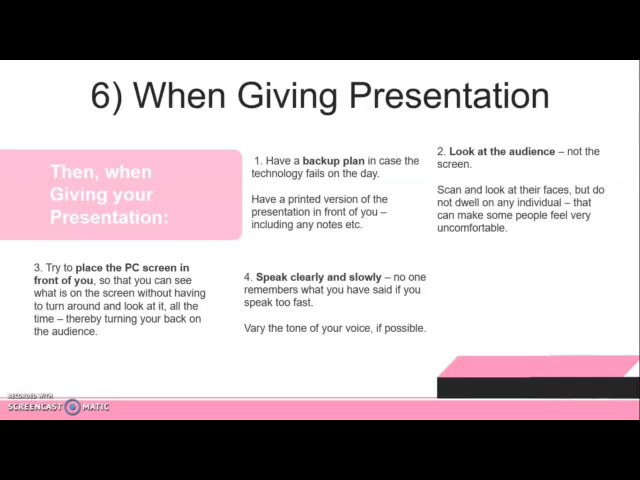 6) When Giving Presentation
Then, when
Giving your
Presentation:
1. Have a backup plan in case the
technology fails on the day.
Have a printed version of the
presentation in front of you –
including any notes etc.
2. Look at the audience – not the
screen.
Scan and look at their faces, but do
not dwell on any individual – that
can make some people feel very
uncomfortable.
3. Try to place the PC screen in
front of you, so that you can see
what is on the screen without having
to turn around and look at it, all the
time – thereby turning your back on
the audience.
4. Speak clearly and slowly – no one
remembers what you have said if you
speak too fast.
Vary the tone of your voice, if possible.
RECORDED WITH
SCREENCAST MATIC